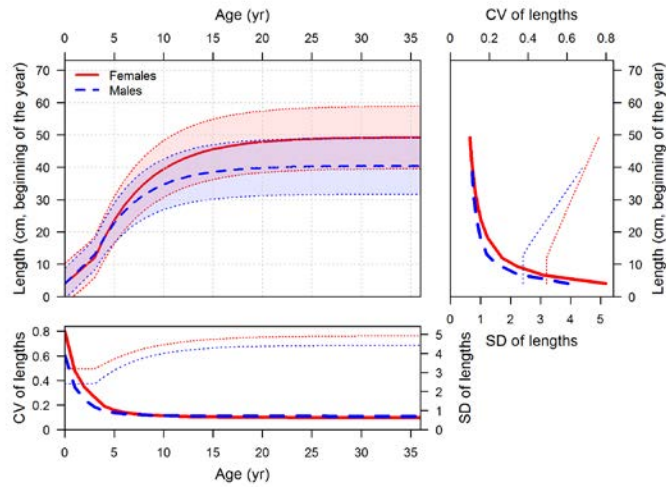 Age (yr)
0 5 10 15 20 25 30 35
CV of lengths
0 0.2 0.4 0.6 0.8
Length (cm, beginning of the year)
70
60
50
40
30
20
10
0
Females
Males
70
60
50
40
30
20
10
0
Length (cm, beginning of the year)
0 1 2 3 4 5
SD of lengths
CV of lengths
0.8
0.6
0.4
0.2
0
5
4
3
2
1
0
SD of lengths
0 5 10 15 20 25 30 35
Age (yr)